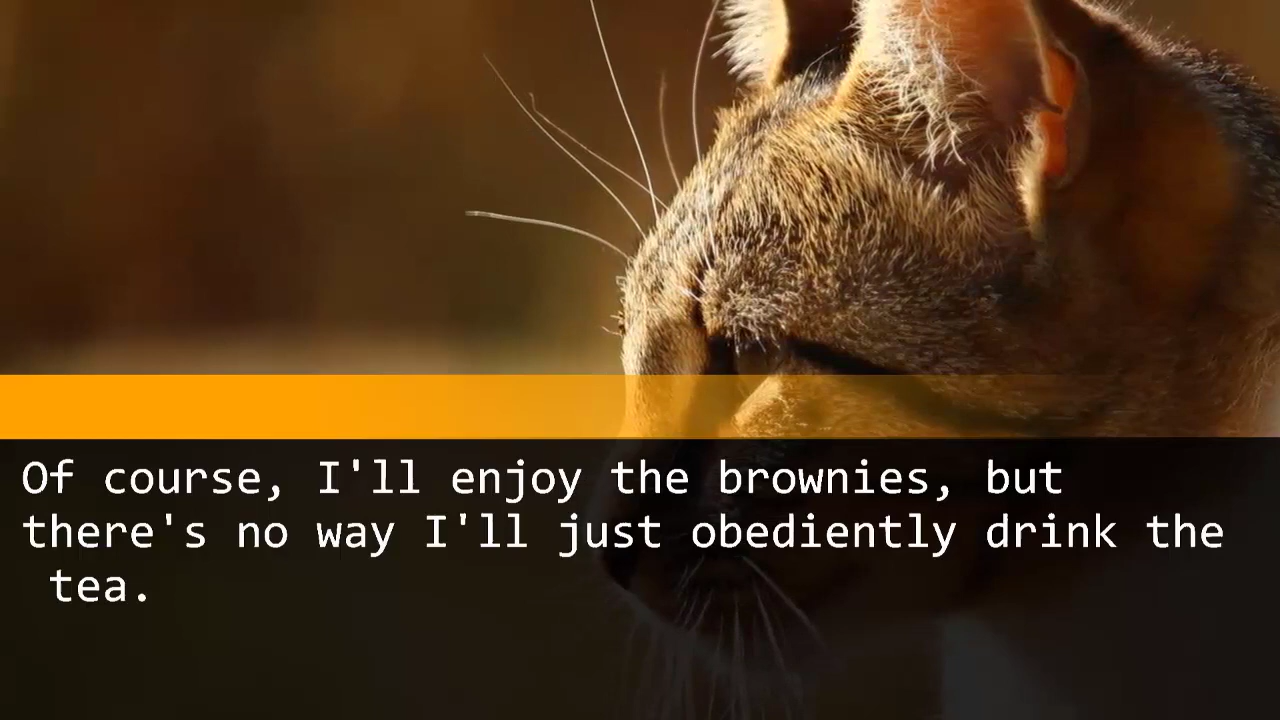 Of course, I'll enjoy the brownies, but
there's no way I'll just obediently drink the
tea.